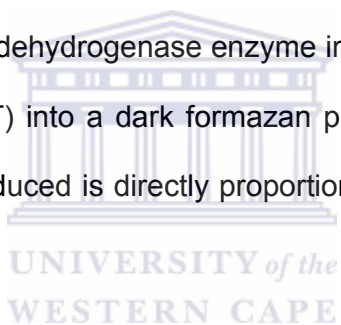 dehydrogenase enzyme in
T) into a dark formazan p
duced is directly proportion
UNIVERSITY of the
WESTERN CAPE